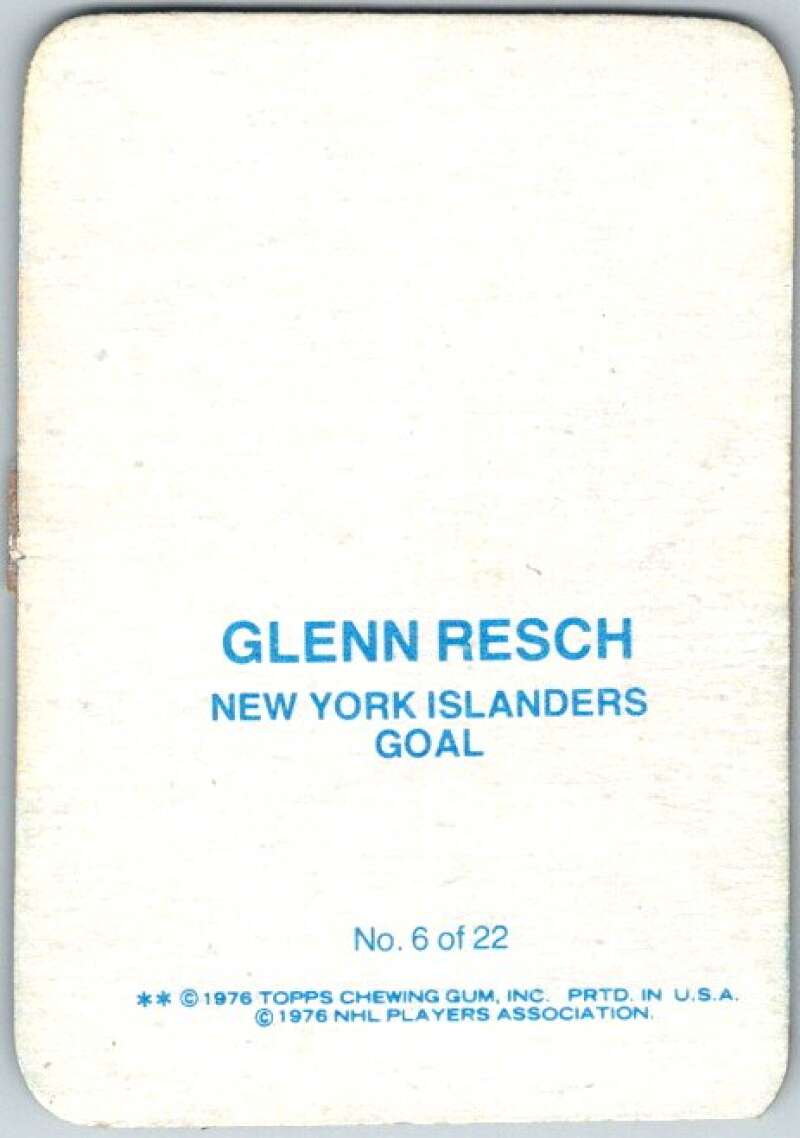 GLENN RESCH
NEW YORK ISLANDERS
GOAL
No. 6 of 22
** © 1976 TOPPS CHEWING GUM, INC. PRTD. IN U.S.A.
© 1976 NHL PLAYERS ASSOCIATION.